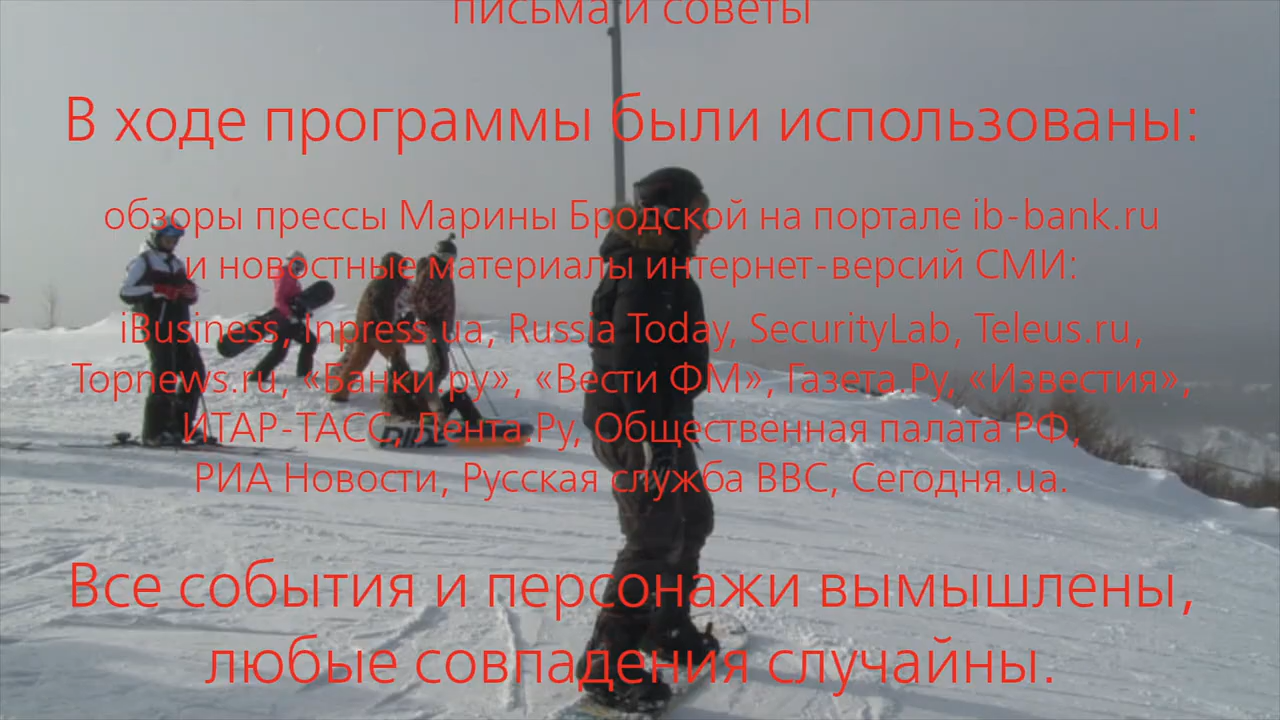 письма и советы
В ходе программы были использованы:
обзоры прессы Марины Бродской на портале ib-bank.ru
и новостные материалы интернет-версий СМИ:
iBusiness, Inpress.ua, Russia Today, SecurityLab, Teleus.ru,
Topnews.ru, «Банки.ру», «Вести ФМ», Газета.Ру, «Известия»,
ИТАР-ТАСС, Лента.Ру, Общественная палата РФ,
РИА Новости, Русская служба BBC, Сегодня.ua.
Все события и персонажи вымышлены,
любые совпадения случайны.